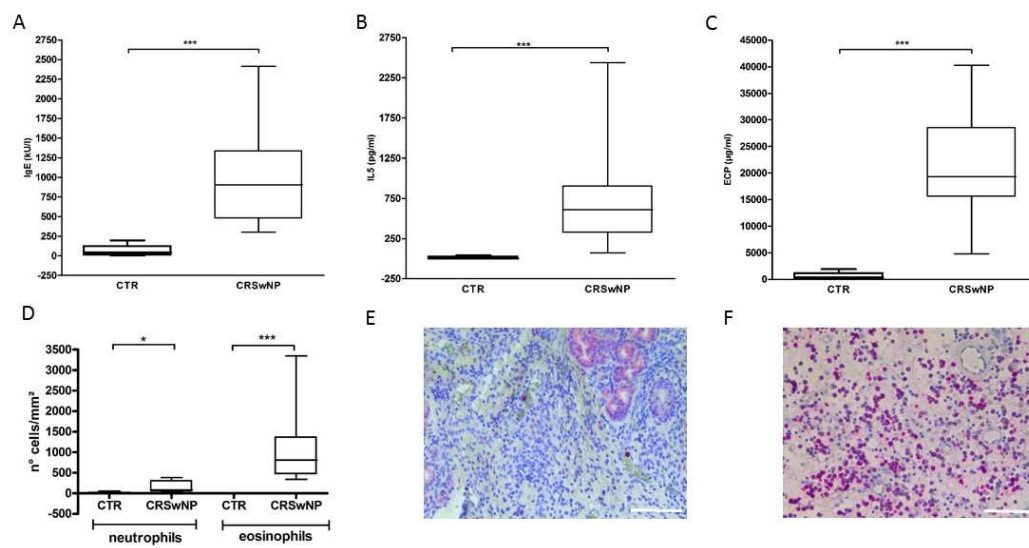 A
***
2750
2500
2250
2000
1750
1500
1250
1000
750
500
250
0
-250
IgE (kU/l)
CTR CRSwNP
B
***
2750
2250
1750
1250
750
250
-250
IL5 (pg/ml)
CTR CRSwNP
C
***
45000
40000
35000
30000
25000
20000
15000
10000
5000
0
ECP (µg/ml)
CTR CRSwNP
D
* ***
3500
3000
2500
2000
1500
1000
500
0
-500
nº cells/mm²
CTR CRSwNP CTR CRSwNP
neutrophils eosinophils
E
F